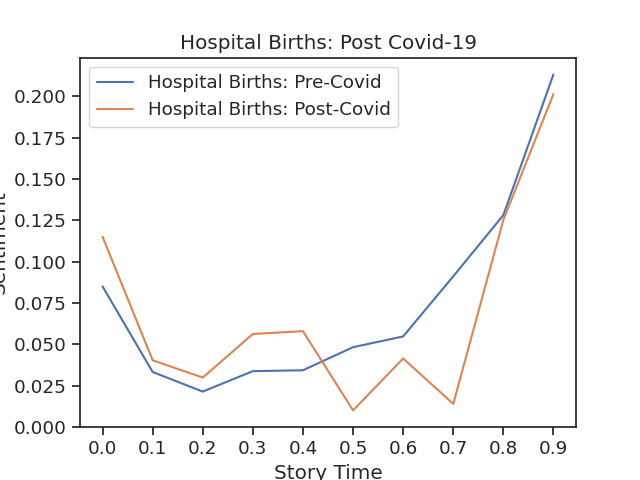 Hospital Births: Post Covid-19
Hospital Births: Pre-Covid
Hospital Births: Post-Covid
0.200
0.175
0.150
0.125
0.100
0.075
0.050
0.025
0.000
0.0 0.1 0.2 0.3 0.4 0.5 0.6 0.7 0.8 0.9
Story Time